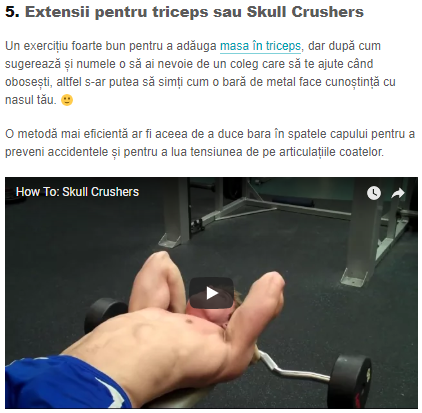 5. Extensii pentru triceps sau Skull Crushers
Un exercițiu foarte bun pentru a adăuga masa în triceps, dar după cum
sugerează și numele o să ai nevoie de un coleg care să te ajute când
obosești, altfel s-ar putea să simți cum o bară de metal face cunoștință cu
nasul tău. 🙂
O metodă mai eficientă ar fi aceea de a duce bara în spatele capului pentru a
preveni accidentele și pentru a lua tensiunea de pe articulațiile coatelor.
How To: Skull Crushers